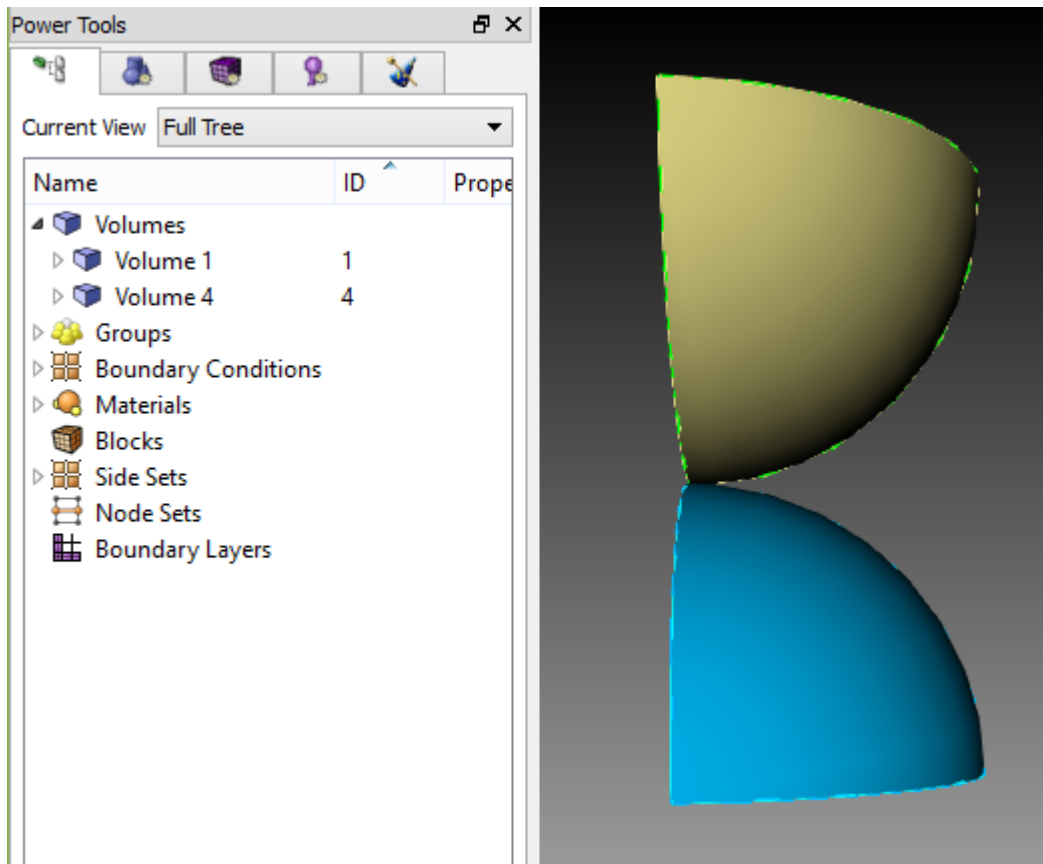 Power Tools
Current View Full Tree
Name ID Prope
Volumes
Volume 1 1
Volume 4 4
Groups
Boundary Conditions
Materials
Blocks
Side Sets
Node Sets
Boundary Layers